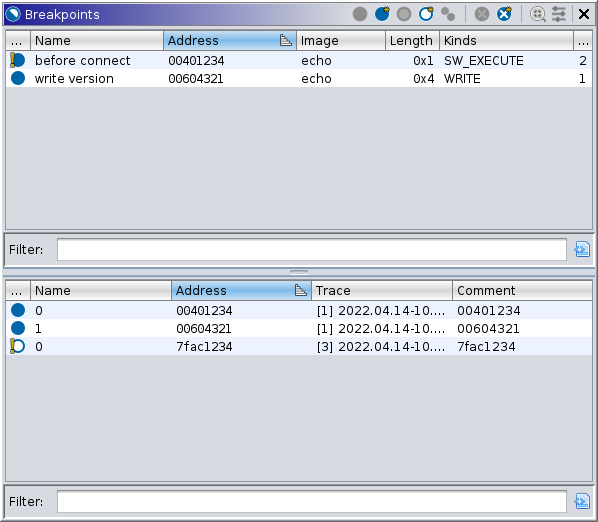 Breakpoints
... Name Address Image Length Kinds ...
before connect 00401234 echo 0x1 SW_EXECUTE 2
write version 00604321 echo 0x4 WRITE 1
Filter:
... Name Address Trace Comment
0 00401234 [1] 2022.04.14-10.... 00401234
1 00604321 [1] 2022.04.14-10.... 00604321
0 7fac1234 [3] 2022.04.14-10.... 7fac1234
Filter: